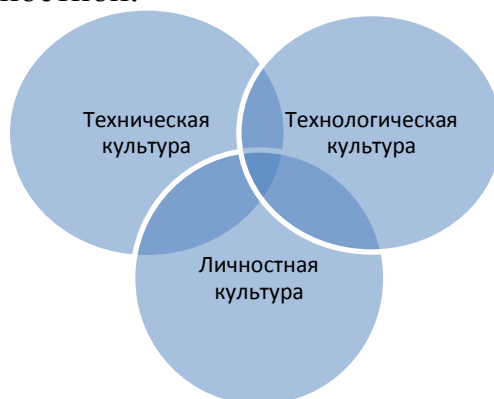 Техническая
культура
Технологическая
культура
Личностная
культура